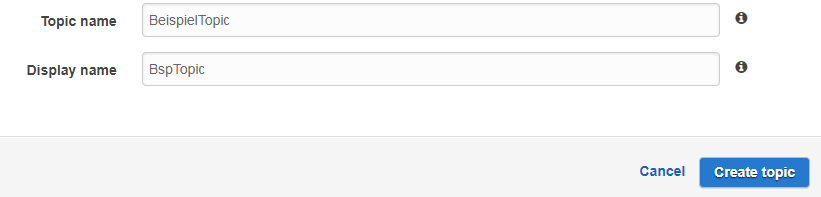 Topic name BeispielTopic
Display name BspTopic
Cancel Create topic